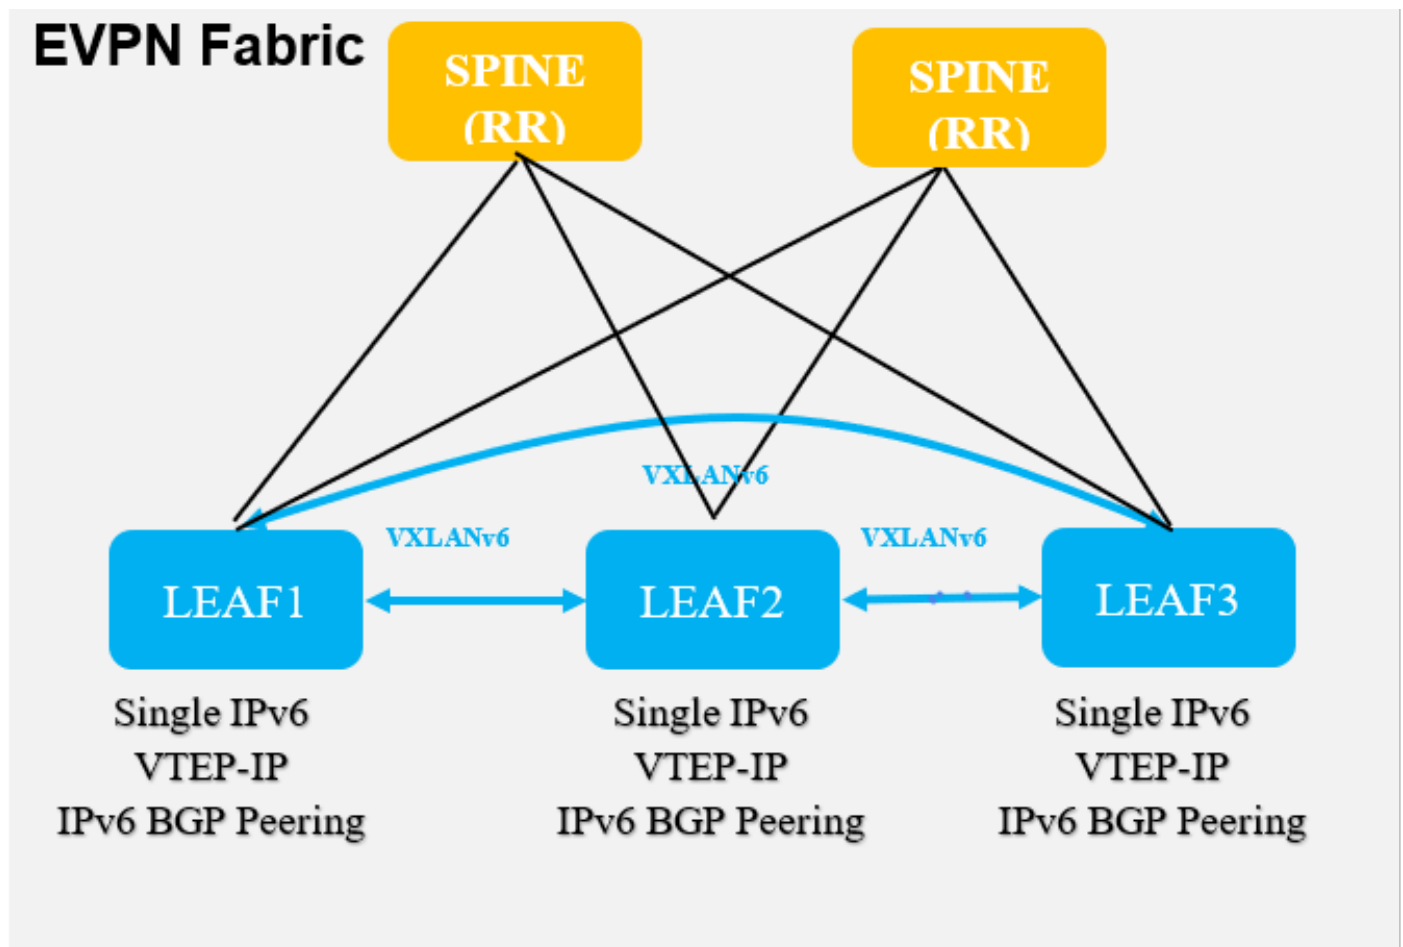 EVPN Fabric
SPINE
(RR)
SPINE
(RR)
VXLANv6
VXLANv6
VXLANv6
LEAF1
LEAF2
LEAF3
Single IPv6
VTEP-IP
IPv6 BGP Peering
Single IPv6
VTEP-IP
IPv6 BGP Peering
Single IPv6
VTEP-IP
IPv6 BGP Peering